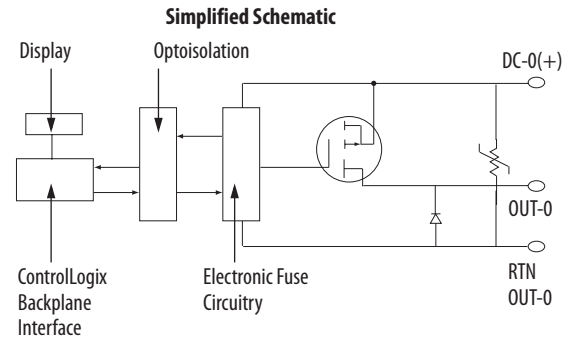 Simplified Schematic
Display
Optoisolation
DC-0(+)
OUT-0
RTN
OUT-0
ControlLogix
Backplane
Interface
Electronic Fuse
Circuitry